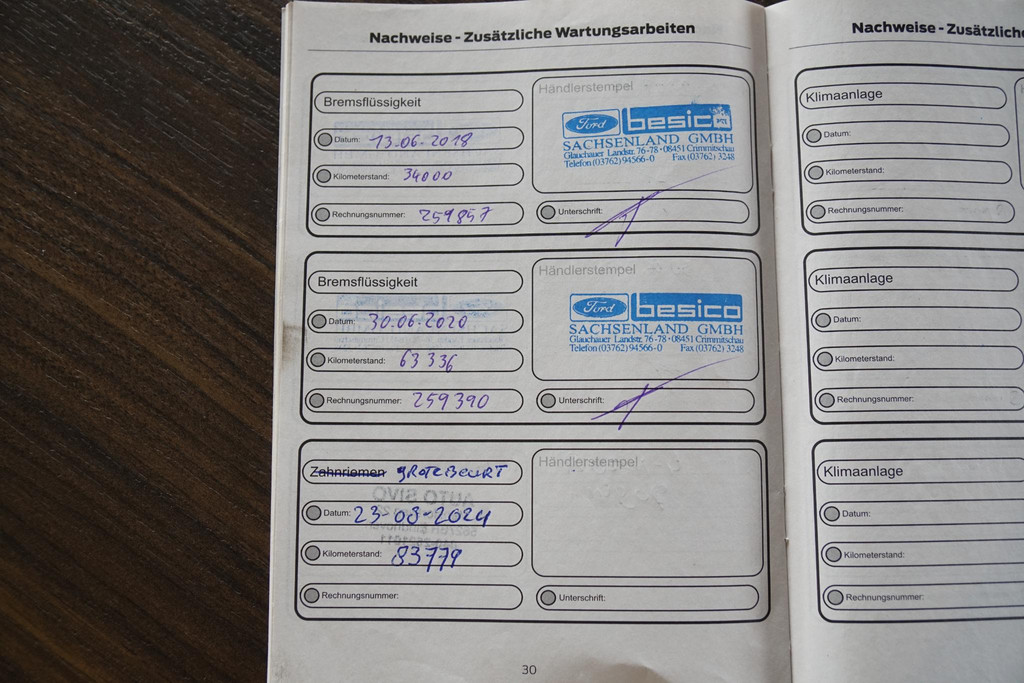 Nachweise - Zusätzliche Wartungsarbeiten
Bremsflüssigkeit
Datum: 13.06.2018
Kilometerstand: 34000
Rechnungsnummer: 259857
Händlerstempel
Ford besico
SACHSENLAND GMBH
Glauchauer Landstr. 76-78 · 08451 Crimmitschau
Telefon (03762) 94566-0 Fax (03762) 3248
Unterschrift:
Bremsflüssigkeit
Datum: 30.06.2020
Kilometerstand: 63336
Rechnungsnummer: 259390
Händlerstempel
Ford besico
SACHSENLAND GMBH
Glauchauer Landstr. 76-78 · 08451 Crimmitschau
Telefon (03762) 94566-0 Fax (03762) 3248
Unterschrift:
Zahnriemen GROTE BEURT
Datum: 23-08-2024
Kilometerstand: 83779
Rechnungsnummer:
Händlerstempel
Unterschrift:
30
Nachweise - Zusätzliche
Klimaanlage
Datum:
Kilometerstand:
Rechnungsnummer:
Klimaanlage
Datum:
Kilometerstand:
Rechnungsnummer:
Klimaanlage
Datum:
Kilometerstand:
Rechnungsnummer: